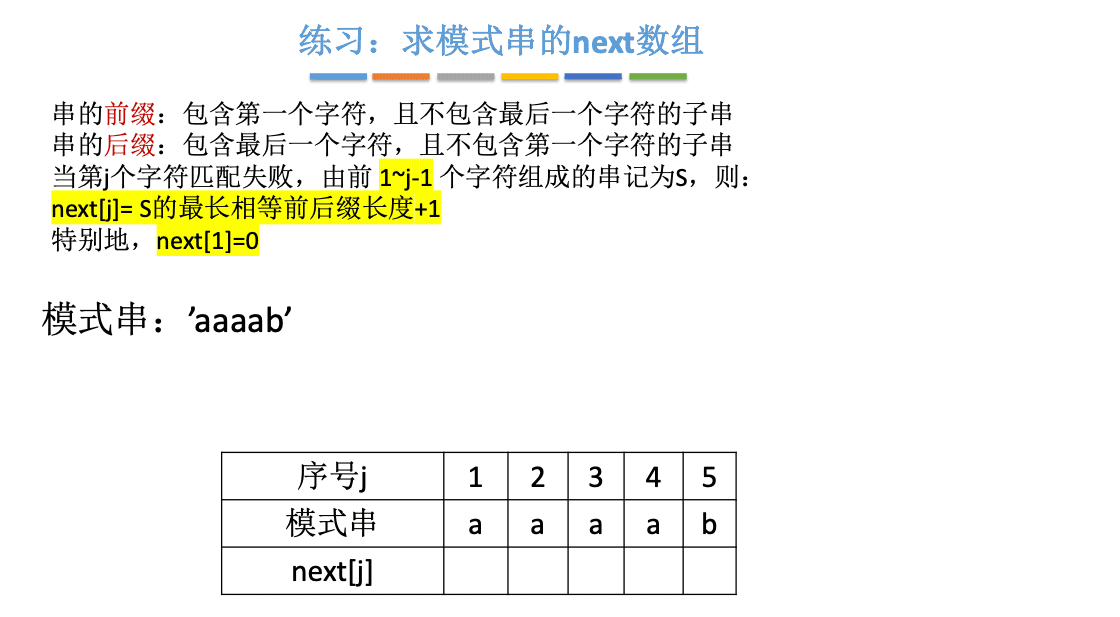 练习：求模式串的next数组
串的前缀：包含第一个字符，且不包含最后一个字符的子串
串的后缀：包含最后一个字符，且不包含第一个字符的子串
当第j个字符匹配失败，由前 1~j-1 个字符组成的串记为S，则：
next[j]= S的最长相等前后缀长度+1
特别地，next[1]=0
模式串：’aaaab’
序号j 1 2 3 4 5
模式串 a a a a b
next[j]